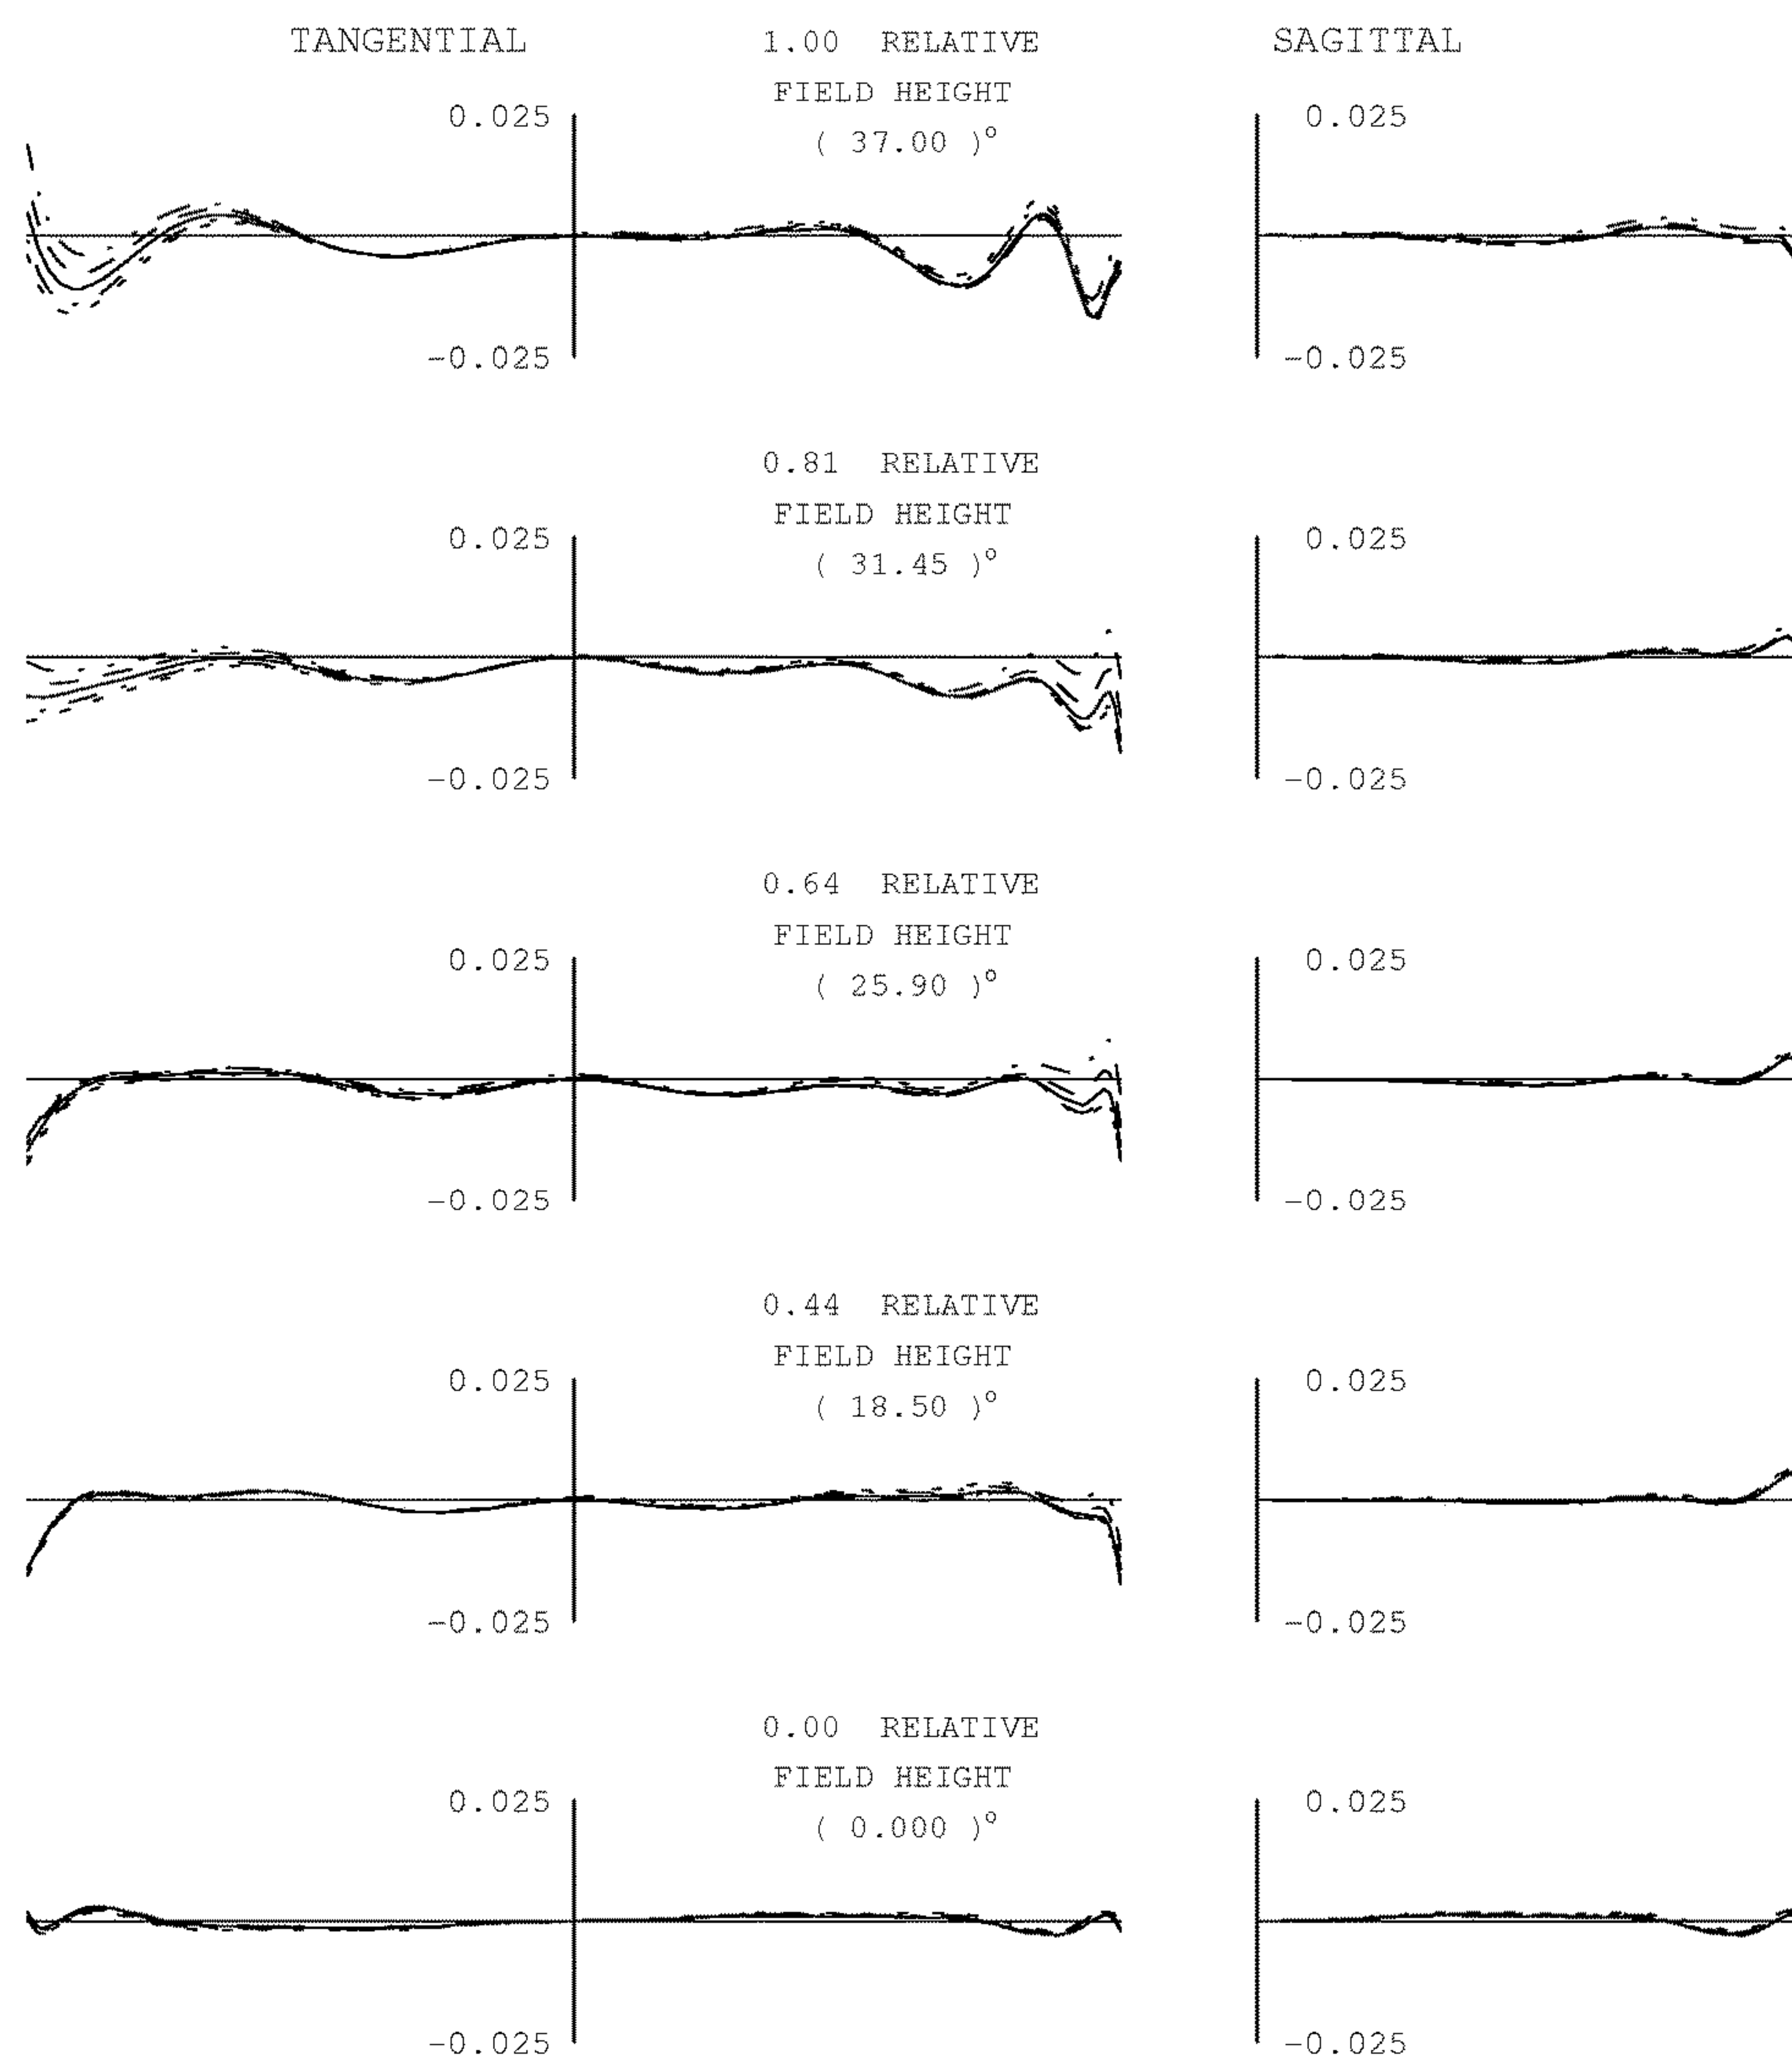 TANGENTIAL 1.00 RELATIVE SAGITTAL
FIELD HEIGHT
0.025 0.025
( 37.00 )º
-0.025 -0.025
0.81 RELATIVE
FIELD HEIGHT
0.025 0.025
( 31.45 )º
-0.025 -0.025
0.64 RELATIVE
FIELD HEIGHT
0.025 0.025
( 25.90 )º
-0.025 -0.025
0.44 RELATIVE
FIELD HEIGHT
0.025 0.025
( 18.50 )º
-0.025 -0.025
0.00 RELATIVE
FIELD HEIGHT
0.025 0.025
( 0.000 )º
-0.025 -0.025